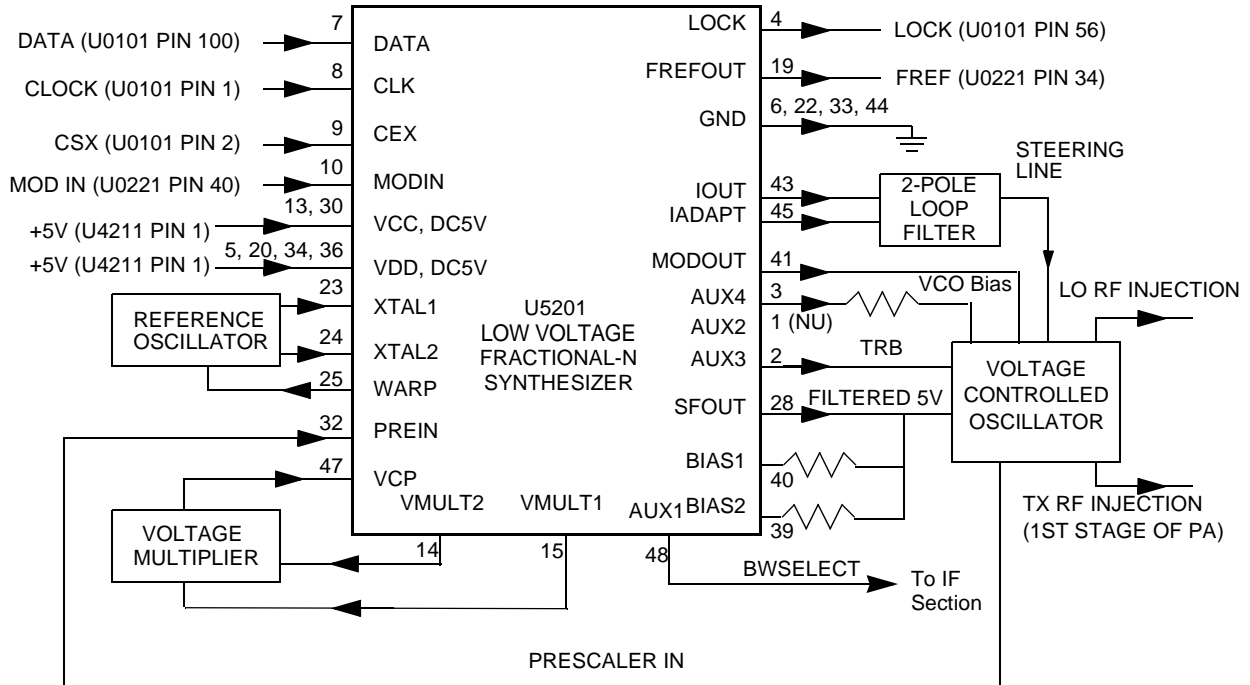 7
DATA (U0101 PIN 100)
DATA
8
CLOCK (U0101 PIN 1)
CLK
9
CSX (U0101 PIN 2)
CEX
10
MOD IN (U0221 PIN 40)
MODIN
13, 30
+5V (U4211 PIN 1)
VCC, DC5V
5, 20, 34, 36
+5V (U4211 PIN 1)
VDD, DC5V
23
XTAL1
REFERENCE
OSCILLATOR
24
XTAL2
25
WARP
32
PREIN
47
VCP
VOLTAGE
MULTIPLIER
VMULT2
14
VMULT1
15
U5201
LOW VOLTAGE
FRACTIONAL-N
SYNTHESIZER
LOCK
4
LOCK (U0101 PIN 56)
FREFOUT
19
FREF (U0221 PIN 34)
GND
6, 22, 33, 44
STEERING
LINE
IOUT
43
IADAPT
45
2-POLE
LOOP
FILTER
MODOUT
41
AUX4
3
VCO Bias
LO RF INJECTION
AUX2
1 (NU)
AUX3
2
TRB
SFOUT
28
FILTERED 5V
VOLTAGE
CONTROLLED
OSCILLATOR
BIAS1
40
BIAS2
39
AUX1
48
BWSELECT
To IF
Section
TX RF INJECTION
(1ST STAGE OF PA)
PRESCALER IN